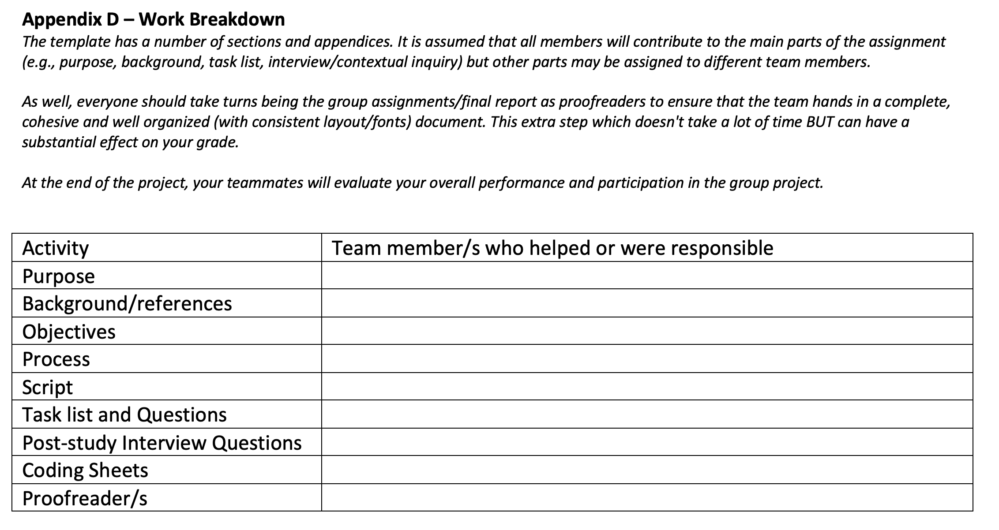 Appendix D – Work Breakdown
The template has a number of sections and appendices. It is assumed that all members will contribute to the main parts of the assignment
(e.g., purpose, background, task list, interview/contextual inquiry) but other parts may be assigned to different team members.
As well, everyone should take turns being the group assignments/final report as proofreaders to ensure that the team hands in a complete,
cohesive and well organized (with consistent layout/fonts) document. This extra step which doesn't take a lot of time BUT can have a
substantial effect on your grade.
At the end of the project, your teammates will evaluate your overall performance and participation in the group project.
Activity Team member/s who helped or were responsible
Purpose
Background/references
Objectives
Process
Script
Task list and Questions
Post-study Interview Questions
Coding Sheets
Proofreader/s